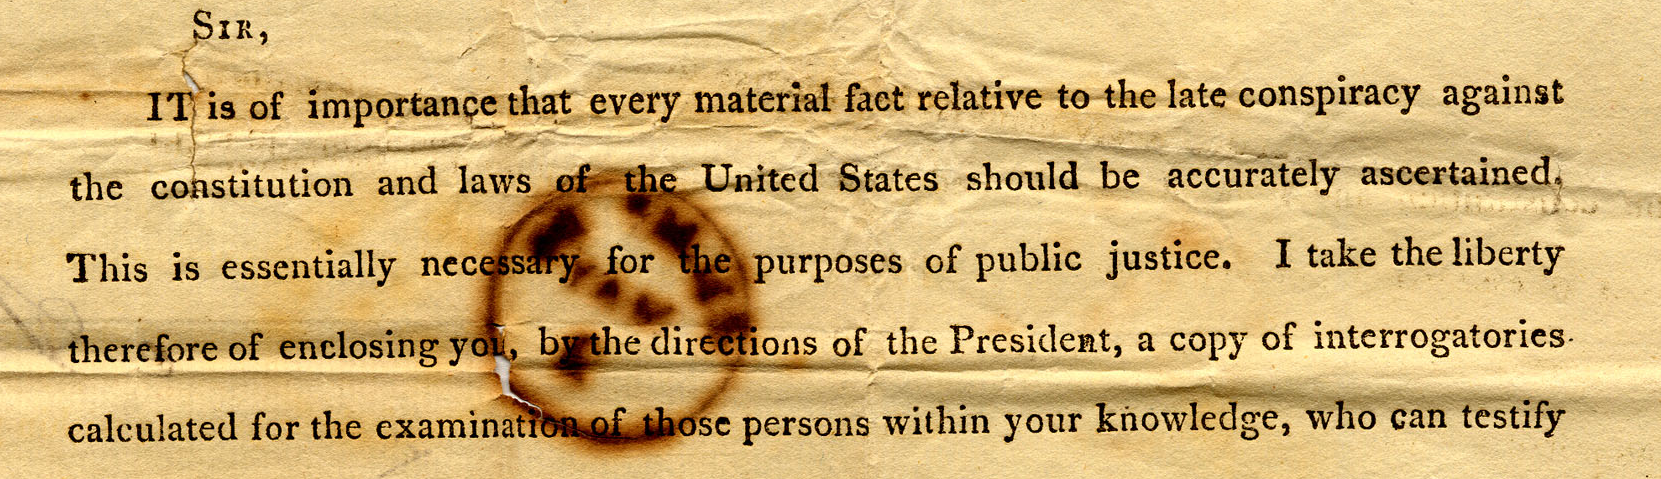 SIR,
IT is of importance that every material fact relative to the late conspiracy against
the constitution and laws of the United States should be accurately ascertained.
This is essentially necessary for the purposes of public justice. I take the liberty
therefore of enclosing you, by the directions of the President, a copy of interrogatories
calculated for the examination of those persons within your knowledge, who can testify